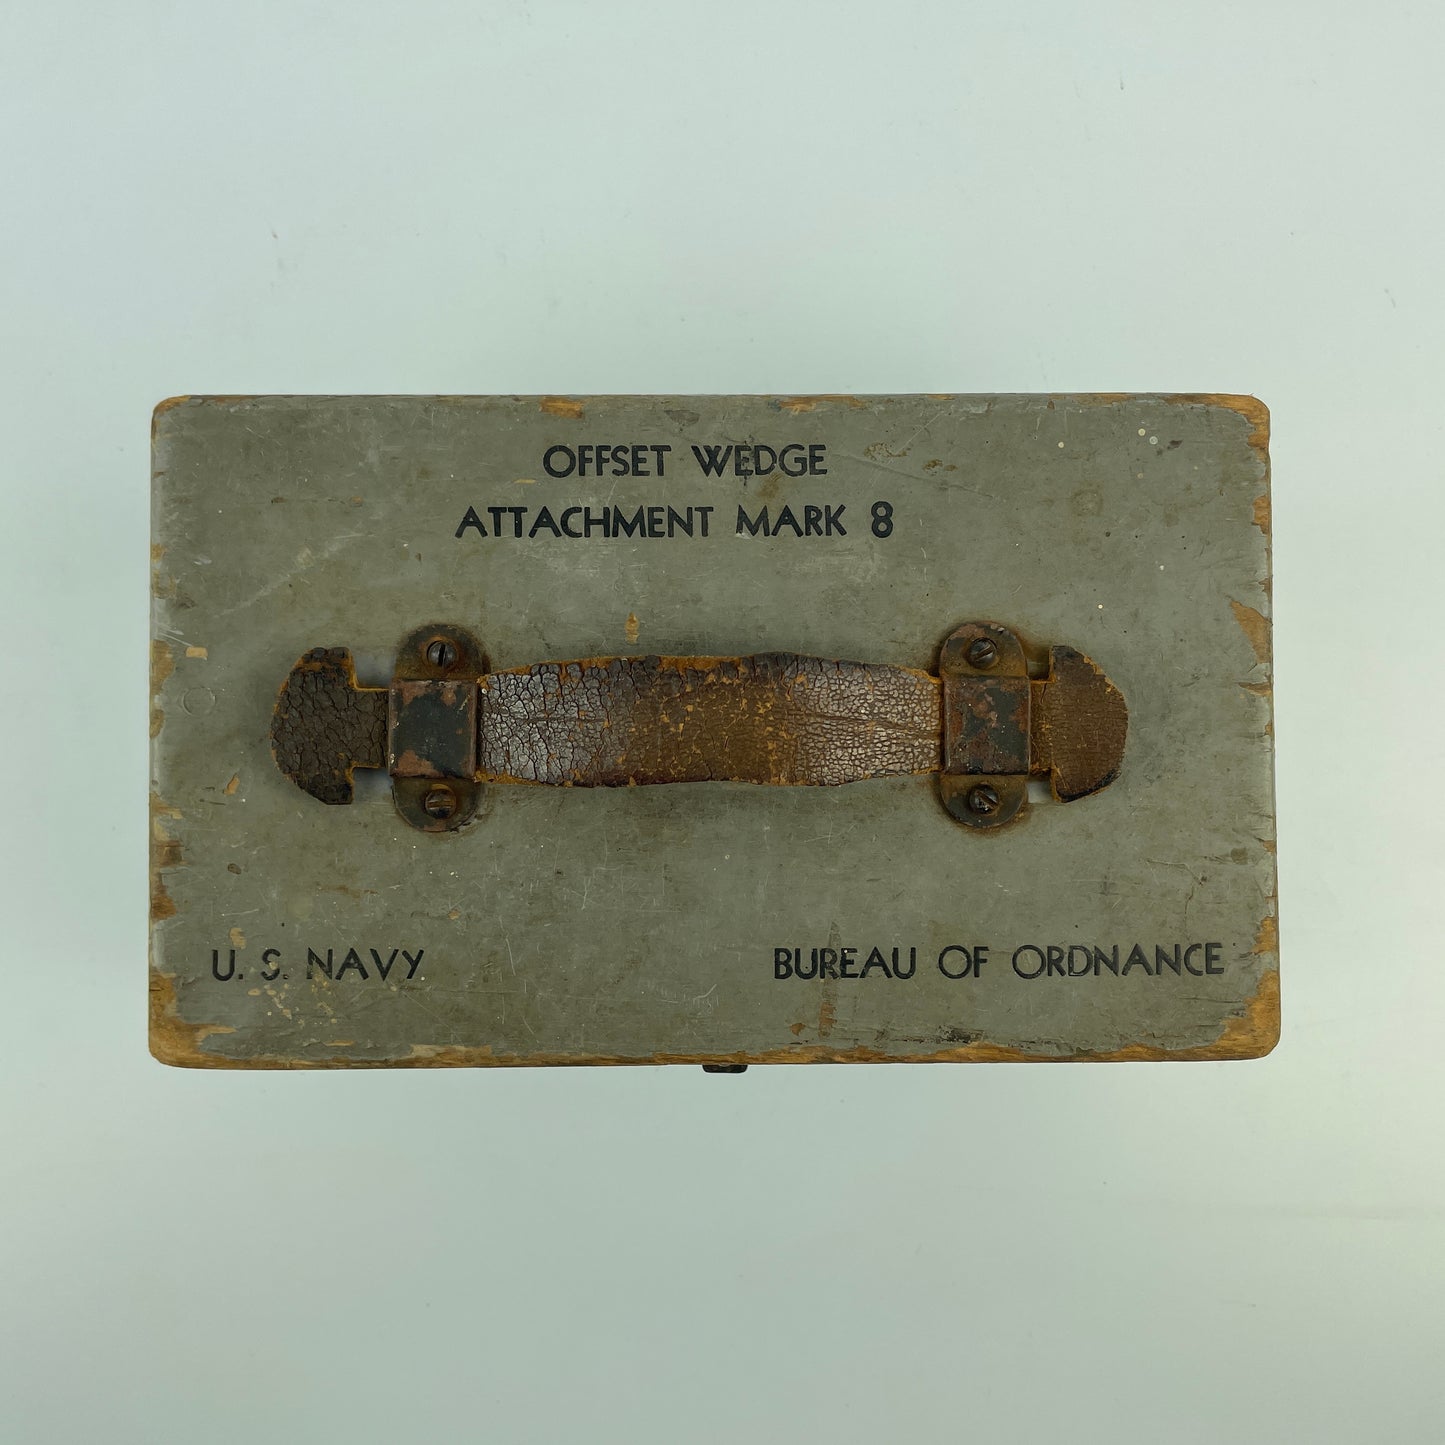 OFFSET WEDGE
ATTACHMENT MARK 8
U. S. NAVY
BUREAU OF ORDNANCE